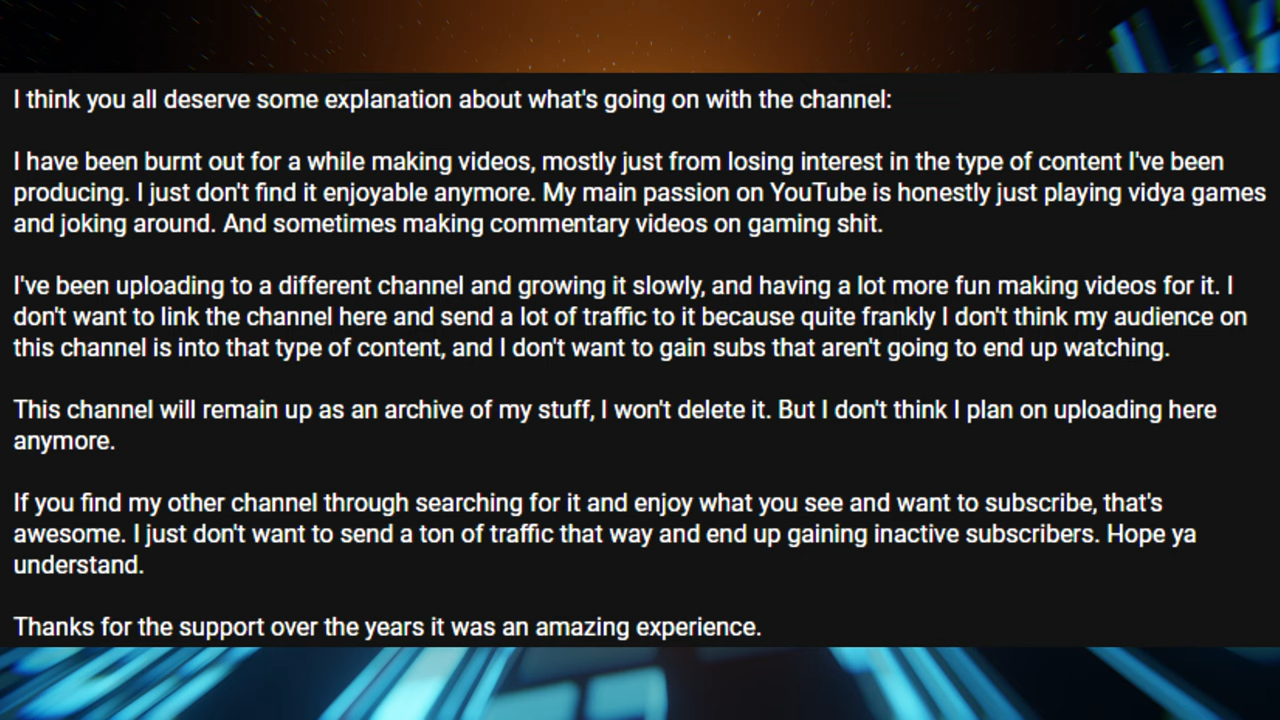 I think you all deserve some explanation about what's going on with the channel:
I have been burnt out for a while making videos, mostly just from losing interest in the type of content I've been
producing. I just don't find it enjoyable anymore. My main passion on YouTube is honestly just playing vidya games
and joking around. And sometimes making commentary videos on gaming shit.
I've been uploading to a different channel and growing it slowly, and having a lot more fun making videos for it. I
don't want to link the channel here and send a lot of traffic to it because quite frankly I don't think my audience on
this channel is into that type of content, and I don't want to gain subs that aren't going to end up watching.
This channel will remain up as an archive of my stuff, I won't delete it. But I don't think I plan on uploading here
anymore.
If you find my other channel through searching for it and enjoy what you see and want to subscribe, that's
awesome. I just don't want to send a ton of traffic that way and end up gaining inactive subscribers. Hope ya
understand.
Thanks for the support over the years it was an amazing experience.